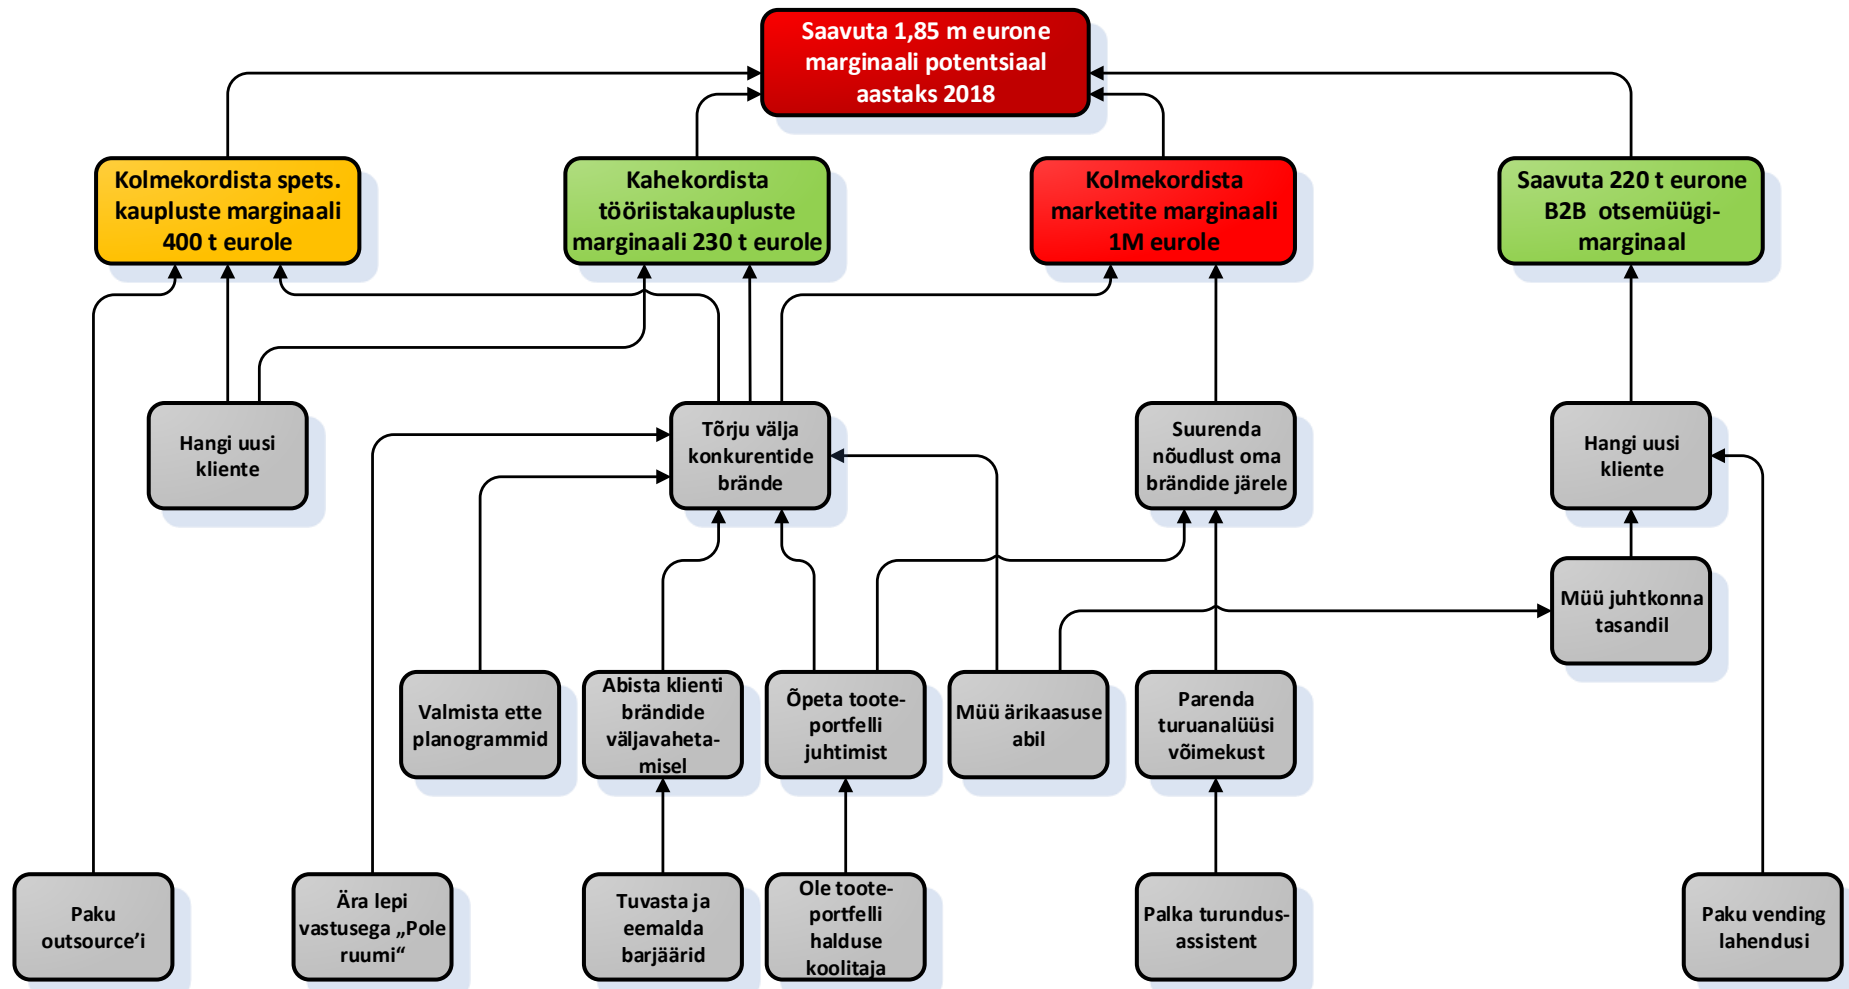 Saavuta 1,85 m eurone
marginaali potentsiaal
aastaks 2018
Kolmekordista spets.
kaupluste marginaali
400 t eurole
Kahekordista
tööriistakaupluste
marginaali 230 t eurole
Kolmekordista
marketite marginaali
1M eurole
Saavuta 220 t eurone
B2B otsemüügi-
marginaal
Hangi uusi
kliente
Tõrju välja
konkurentide
brände
Suurenda
nõudlust oma
brändide järele
Hangi uusi
kliente
Müü juhtkonna
tasandil
Valmista ette
planogrammid
Abista klienti
brändide
väljavaheta-
misel
Õpeta toote-
portfelli
juhtimist
Müü ärikaasuse
abil
Parenda
turuanalüüsi
võimekust
Paku
outsource’i
Ära lepi
vastusega „Pole
ruumi“
Tuvasta ja
eemalda
barjäärid
Ole toote-
portfelli
halduse
koolitaja
Palka turundus-
assistent
Paku vending
lahendusi